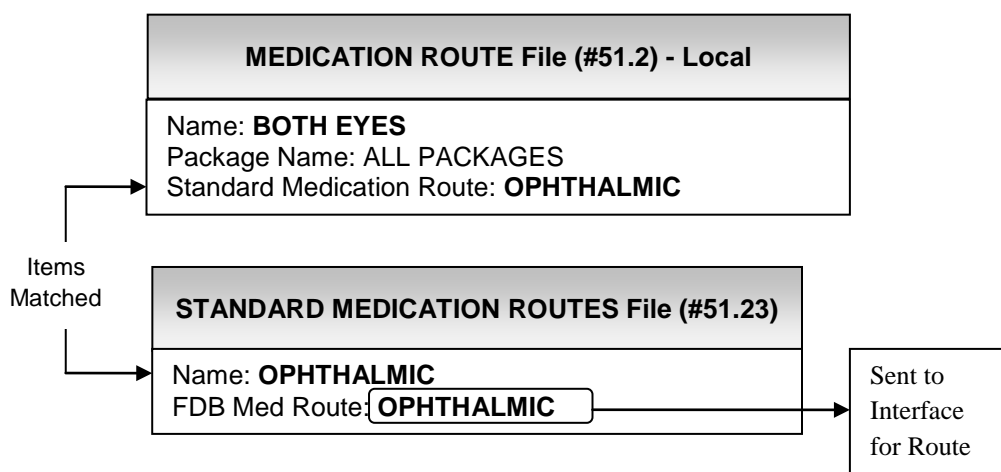 MEDICATION ROUTE File (#51.2) - Local
Name: BOTH EYES
Package Name: ALL PACKAGES
Standard Medication Route: OPHTHALMIC
Items
Matched
STANDARD MEDICATION ROUTES File (#51.23)
Name: OPHTHALMIC
FDB Med Route: OPHTHALMIC
Sent to
Interface
for Route